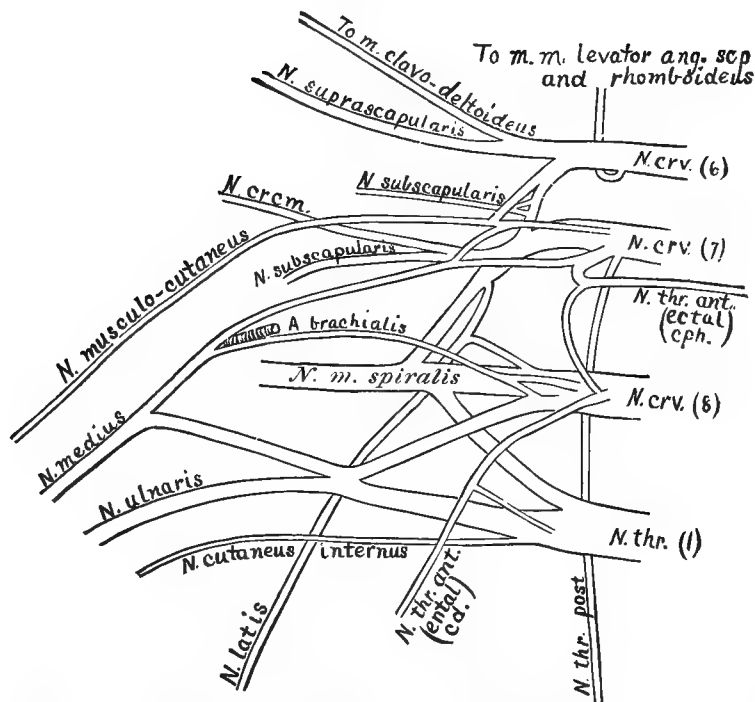 To m. clavo-deltoideus
To m.m. levator ang. scp
and rhomboideus
N. suprascapularis
N. crv. (6)
N subscapularis
N. crcm.
N. crv. (7)
N. subscapularis
N. musculo-cutaneus
N. thr. ant.
(ectal)
cph.
A brachialis
N. m. spiralis
N. crv. (8)
N. medius
N. ulnaris
N. thr. (1)
N. cutaneus internus
N. thr. ant.
(ental)
cd.
N. latis
N. thr. post